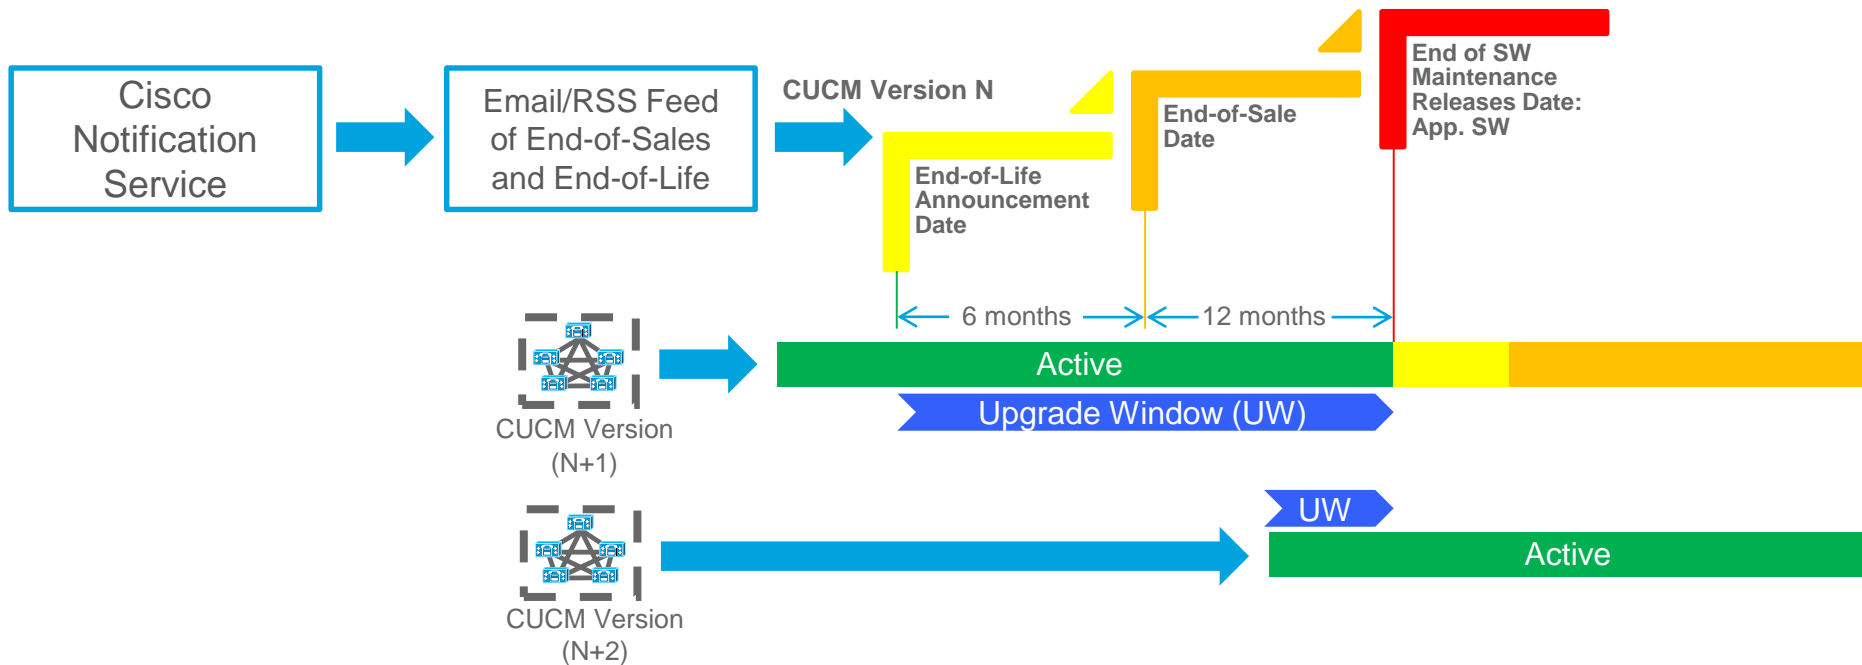 Cisco
Notification
Service
Email/RSS Feed
of End-of-Sales
and End-of-Life
CUCM Version N
End-of-Life
Announcement
Date
End-of-Sale
Date
End of SW
Maintenance
Releases Date:
App. SW
6 months
12 months
Active
Upgrade Window (UW)
CUCM Version
(N+1)
UW
Active
CUCM Version
(N+2)